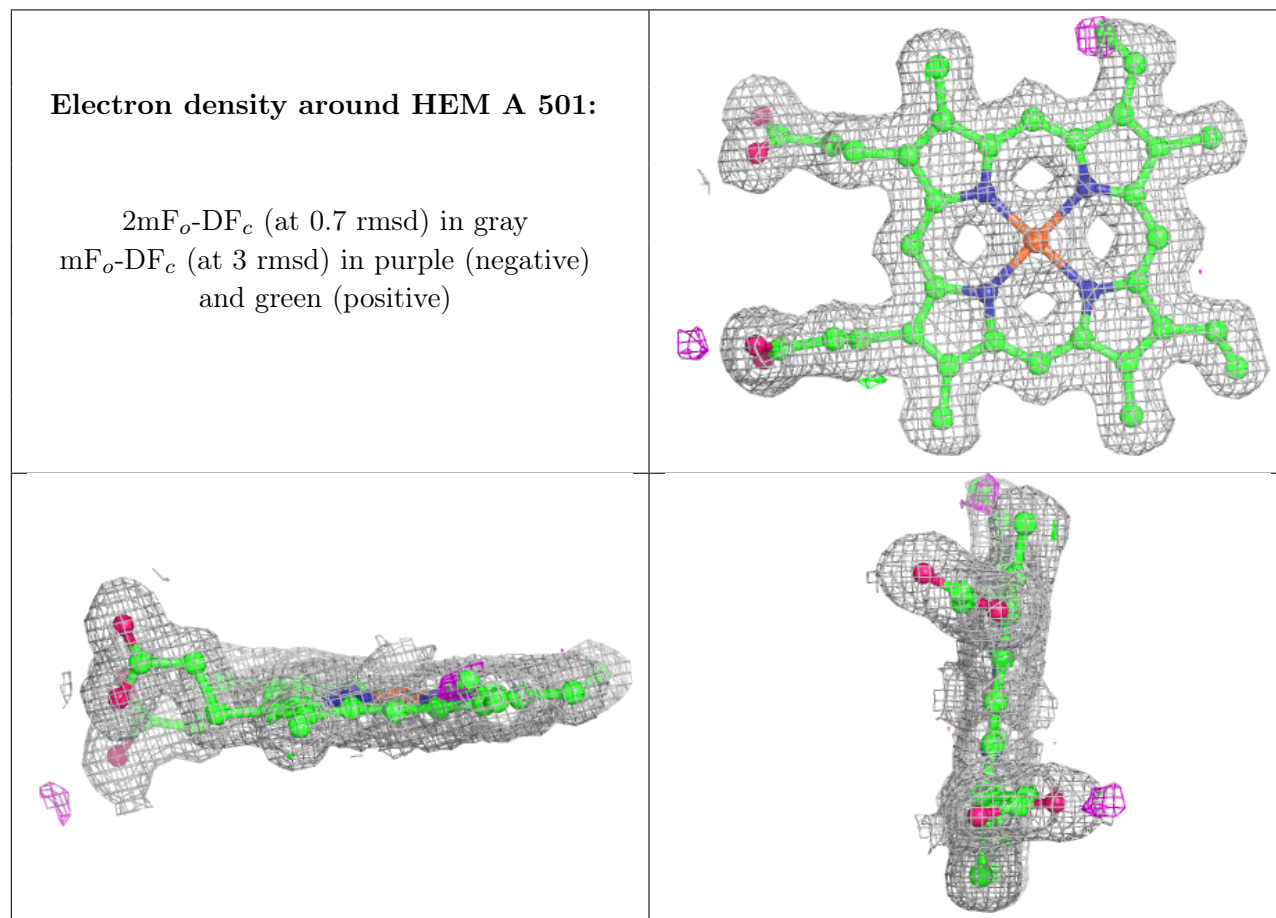 Electron density around HEM A 501:
2mFo-DFc (at 0.7 rmsd) in gray
mFo-DFc (at 3 rmsd) in purple (negative)
and green (positive)